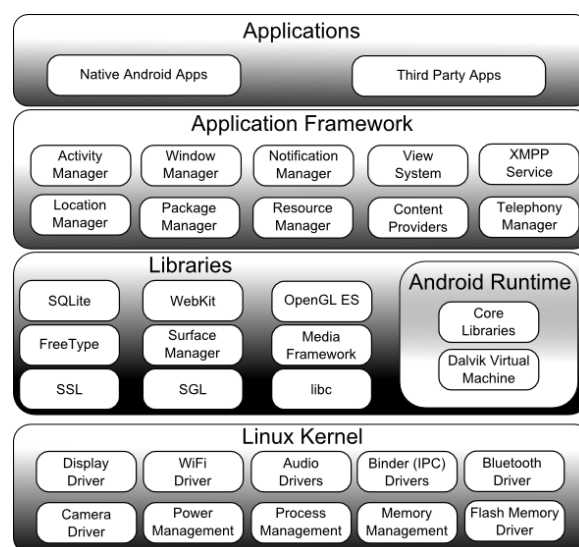 Applications
Native Android Apps
Third Party Apps
Application Framework
Activity
Manager
Window
Manager
Notification
Manager
View
System
XMPP
Service
Location
Manager
Package
Manager
Resource
Manager
Content
Providers
Telephony
Manager
Libraries
SQLite
WebKit
OpenGL ES
FreeType
Surface
Manager
Media
Framework
SSL
SGL
libc
Android Runtime
Core
Libraries
Dalvik Virtual
Machine
Linux Kernel
Display
Driver
WiFi
Driver
Audio
Drivers
Binder (IPC)
Drivers
Bluetooth
Driver
Camera
Driver
Power
Management
Process
Management
Memory
Management
Flash Memory
Driver